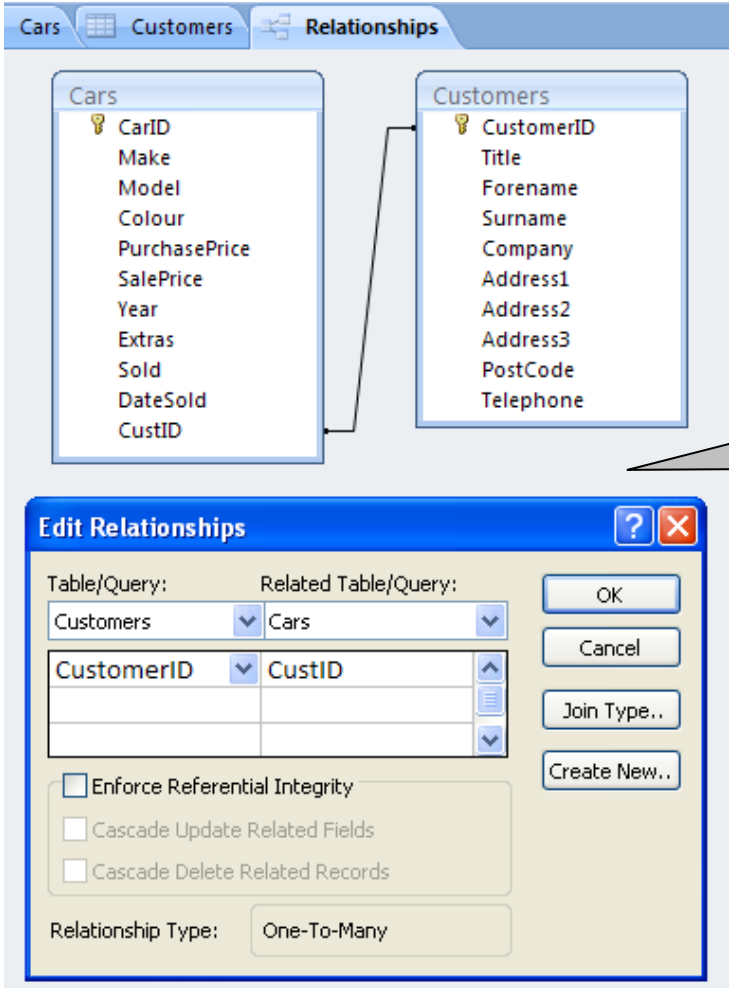 Cars Customers Relationships
Cars
CarID
Make
Model
Colour
PurchasePrice
SalePrice
Year
Extras
Sold
DateSold
CustID
Customers
CustomerID
Title
Forename
Surname
Company
Address1
Address2
Address3
PostCode
Telephone
Edit Relationships
Table/Query: Related Table/Query:
Customers Cars
CustomerID CustID
Enforce Referential Integrity
Cascade Update Related Fields
Cascade Delete Related Records
Relationship Type: One-To-Many
OK
Cancel
Join Type..
Create New..